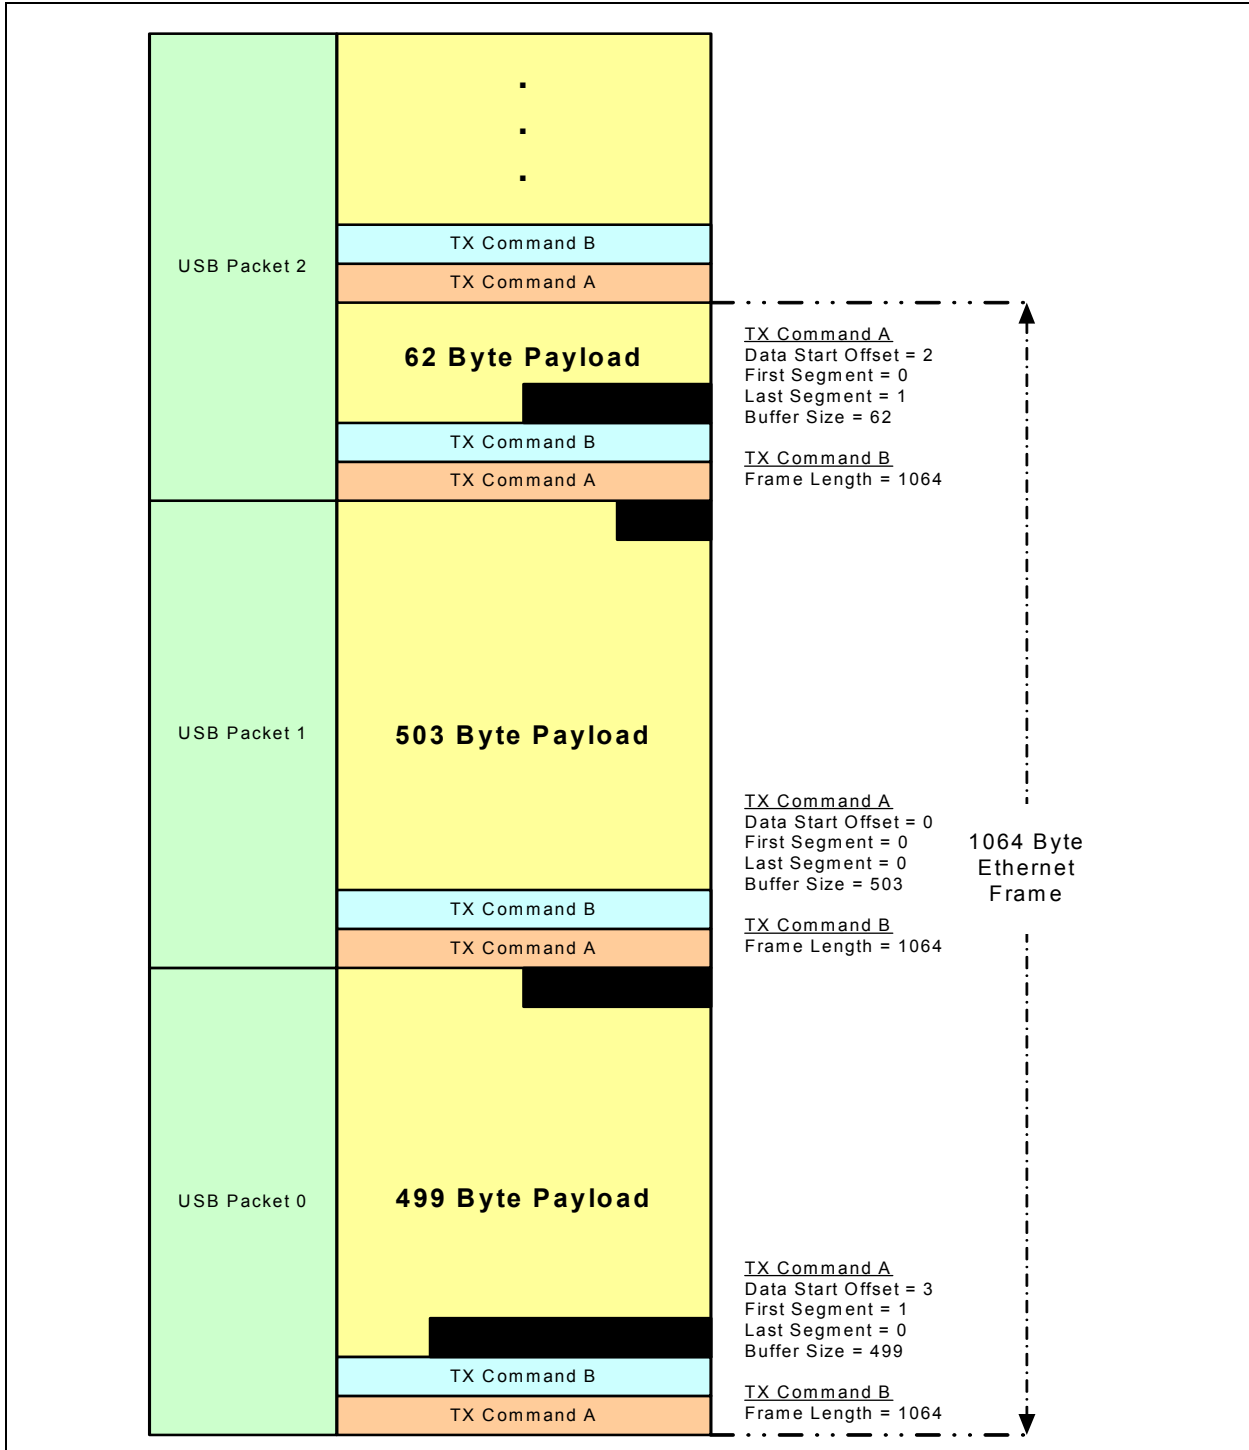 USB Packet 2
TX Command B
TX Command A
62 Byte Payload
TX Command B
TX Command A
TX Command A
Data Start Offset = 2
First Segment = 0
Last Segment = 1
Buffer Size = 62
TX Command B
Frame Length = 1064
USB Packet 1
503 Byte Payload
TX Command B
TX Command A
TX Command A
Data Start Offset = 0
First Segment = 0
Last Segment = 0
Buffer Size = 503
TX Command B
Frame Length = 1064
1064 Byte
Ethernet
Frame
USB Packet 0
499 Byte Payload
TX Command B
TX Command A
TX Command A
Data Start Offset = 3
First Segment = 1
Last Segment = 0
Buffer Size = 499
TX Command B
Frame Length = 1064